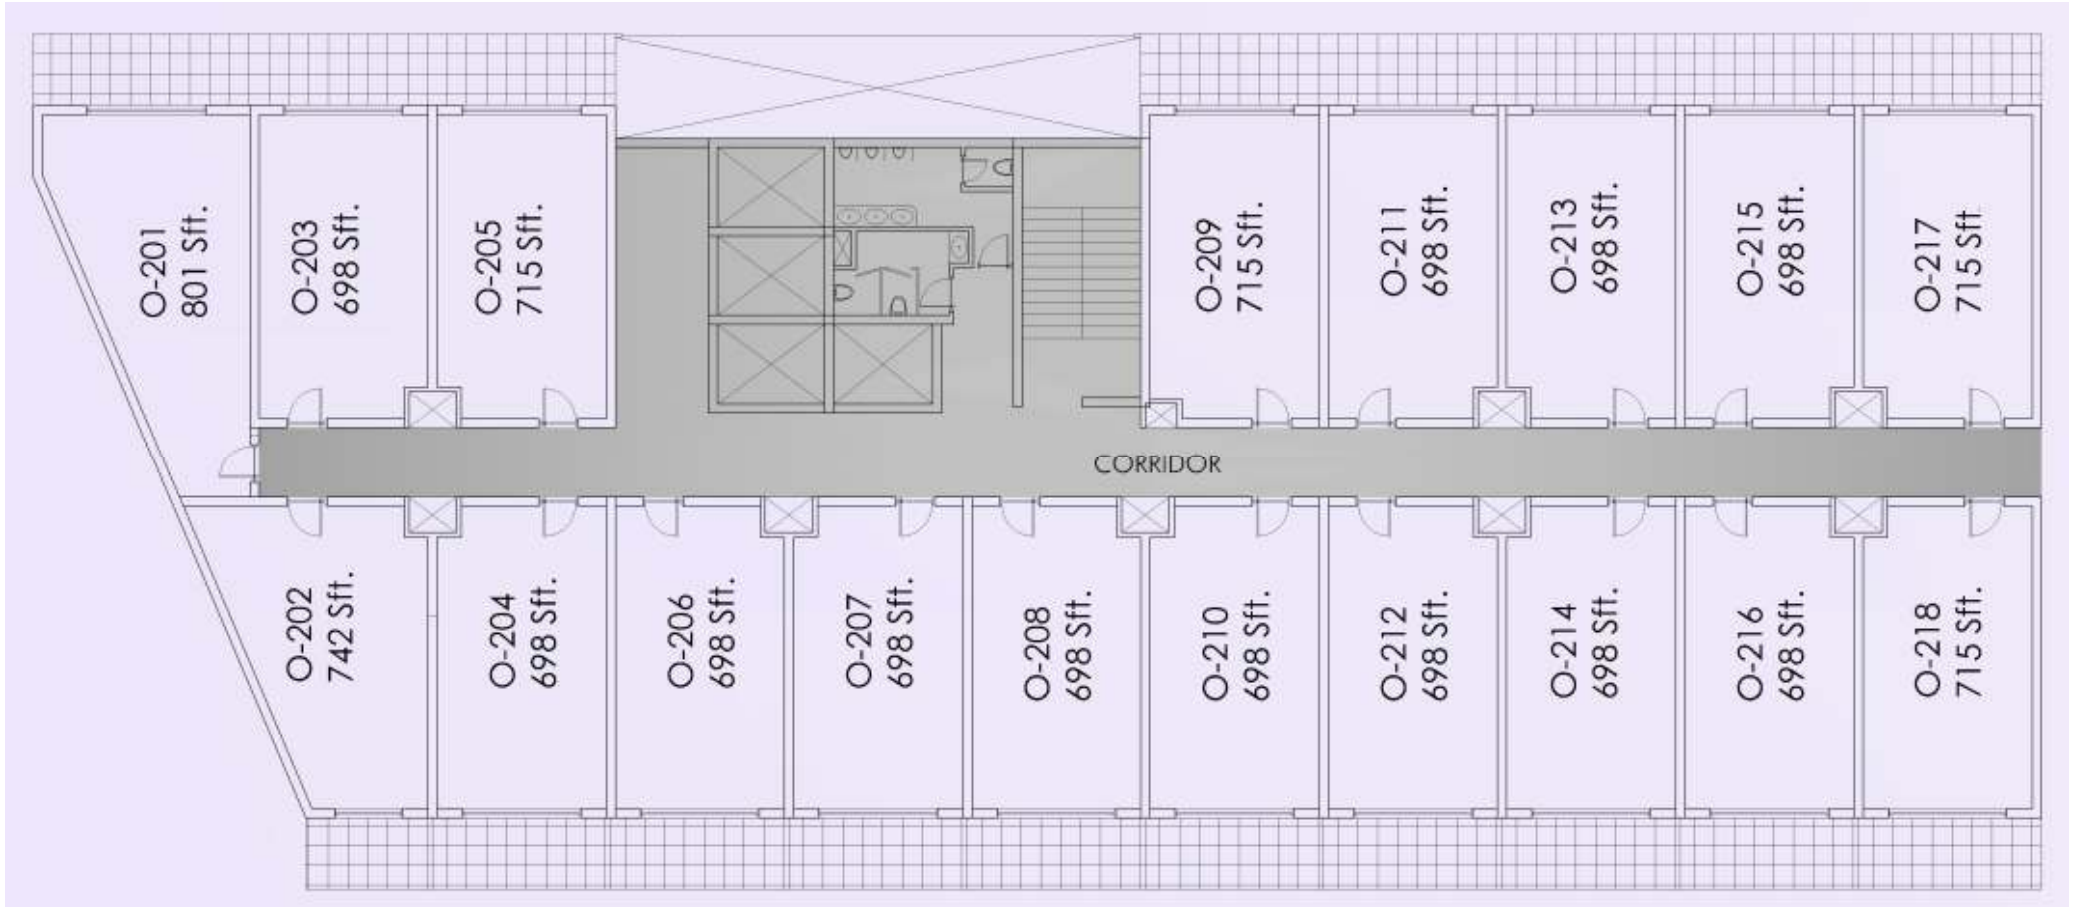 O-201
801 Sft.
O-203
698 Sft.
O-205
715 Sft.
O-209
715 Sft.
O-211
698 Sft.
O-213
698 Sft.
O-215
698 Sft.
O-217
715 Sft.
CORRIDOR
O-202
742 Sft.
O-204
698 Sft.
O-206
698 Sft.
O-207
698 Sft.
O-208
698 Sft.
O-210
698 Sft.
O-212
698 Sft.
O-214
698 Sft.
O-216
698 Sft.
O-218
715 Sft.